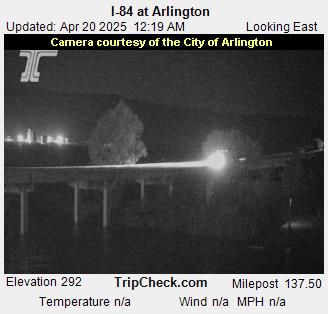 I-84 at Arlington
Updated: Apr 20 2025 12:19 AM Looking East
Camera courtesy of the City of Arlington
Elevation 292 TripCheck.com Milepost 137.50
Temperature n/a Wind n/a MPH n/a